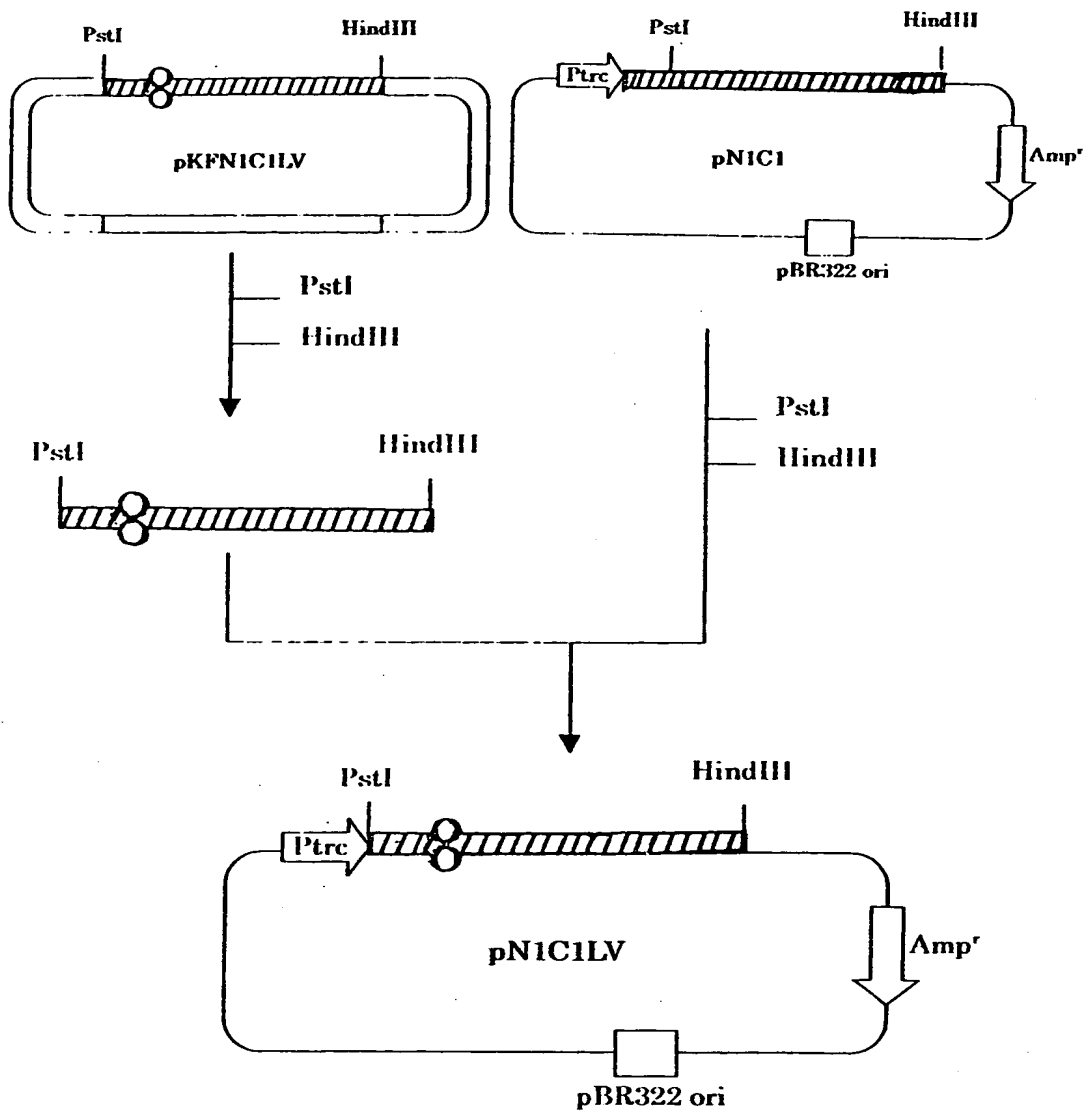 PstI
HindIII
pKFN1C1LV
PstI
HindIII
Ptrc
pN1C1
Ampʳ
pBR322 ori
PstI
HindIII
PstI
HindIII
PstI
HindIII
PstI
HindIII
Ptrc
pN1C1LV
Ampʳ
pBR322 ori